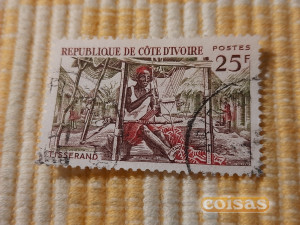 REPUBLIQUE DE CÔTE D'IVOIRE
POSTES
25F
TISSERAND
coisas